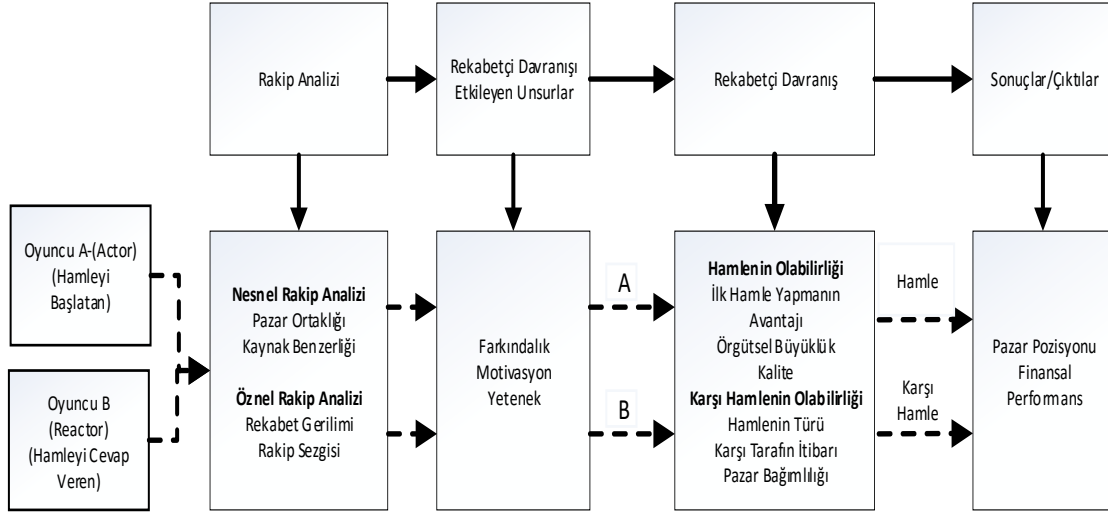 Rakip Analizi
Rekabetçi Davranışı
Etkileyen Unsurlar
Rekabetçi Davranış
Sonuçlar/Çıktılar
Oyuncu A-(Actor)
(Hamleyi
Başlatan)
Oyuncu B
(Reactor)
(Hamleyi Cevap
Veren)
Nesnel Rakip Analizi
Pazar Ortaklığı
Kaynak Benzerliği
Öznel Rakip Analizi
Rekabet Gerilimi
Rakip Sezgisi
Farkındalık
Motivasyon
Yetenek
A
B
Hamlenin Olabilirliği
İlk Hamle Yapmanın
Avantajı
Örgütsel Büyüklük
Kalite
Karşı Hamlenin Olabilirliği
Hamlenin Türü
Karşı Tarafın İtibarı
Pazar Bağımlılığı
Hamle
Karşı
Hamle
Pazar Pozisyonu
Finansal
Performans